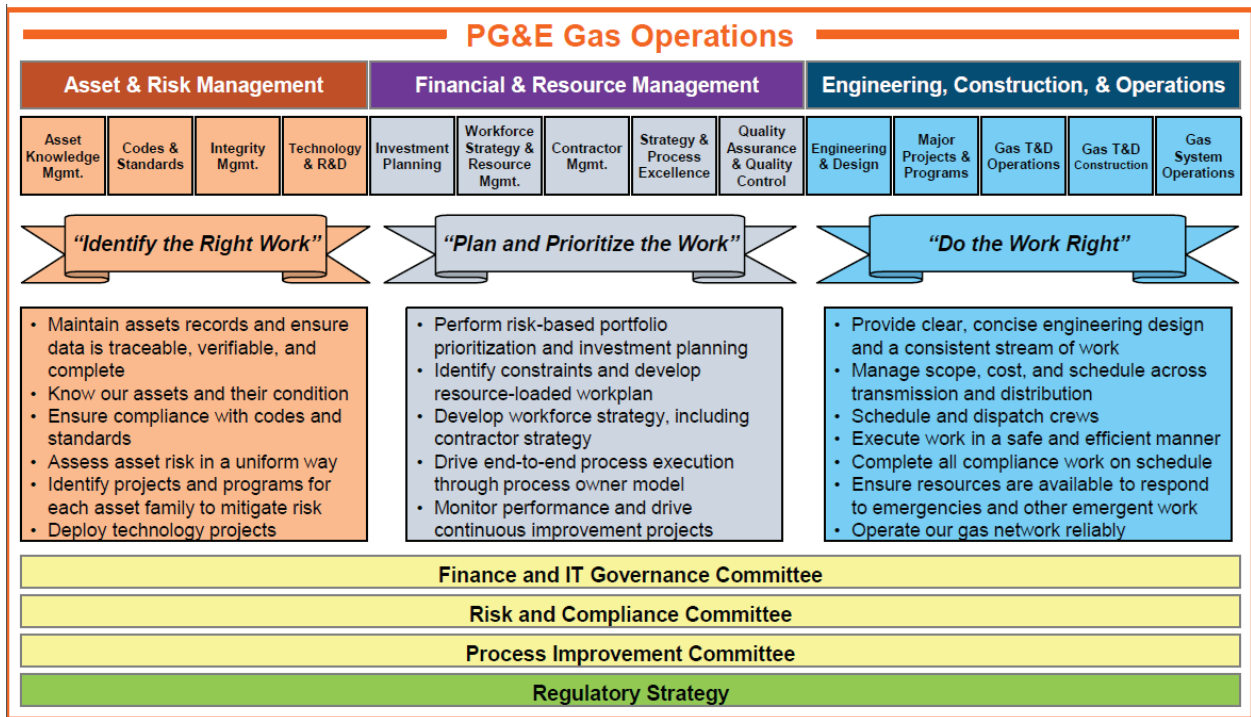 PG&E Gas Operations
Asset & Risk Management
Financial & Resource Management
Engineering, Construction, & Operations
Asset
Knowledge
Mgmt.
Codes &
Standards
Integrity
Mgmt.
Technology
& R&D
Investment
Planning
Workforce
Strategy &
Resource
Mgmt.
Contractor
Mgmt.
Strategy &
Process
Excellence
Quality
Assurance
& Quality
Control
Engineering
& Design
Major
Projects &
Programs
Gas T&D
Operations
Gas T&D
Construction
Gas
System
Operations
“Identify the Right Work”
“Plan and Prioritize the Work”
“Do the Work Right”
• Maintain assets records and ensure
data is traceable, verifiable, and
complete
• Know our assets and their condition
• Ensure compliance with codes and
standards
• Assess asset risk in a uniform way
• Identify projects and programs for
each asset family to mitigate risk
• Deploy technology projects
• Perform risk-based portfolio
prioritization and investment planning
• Identify constraints and develop
resource-loaded workplan
• Develop workforce strategy, including
contractor strategy
• Drive end-to-end process execution
through process owner model
• Monitor performance and drive
continuous improvement projects
• Provide clear, concise engineering design
and a consistent stream of work
• Manage scope, cost, and schedule across
transmission and distribution
• Schedule and dispatch crews
• Execute work in a safe and efficient manner
• Complete all compliance work on schedule
• Ensure resources are available to respond
to emergencies and other emergent work
• Operate our gas network reliably
Finance and IT Governance Committee
Risk and Compliance Committee
Process Improvement Committee
Regulatory Strategy